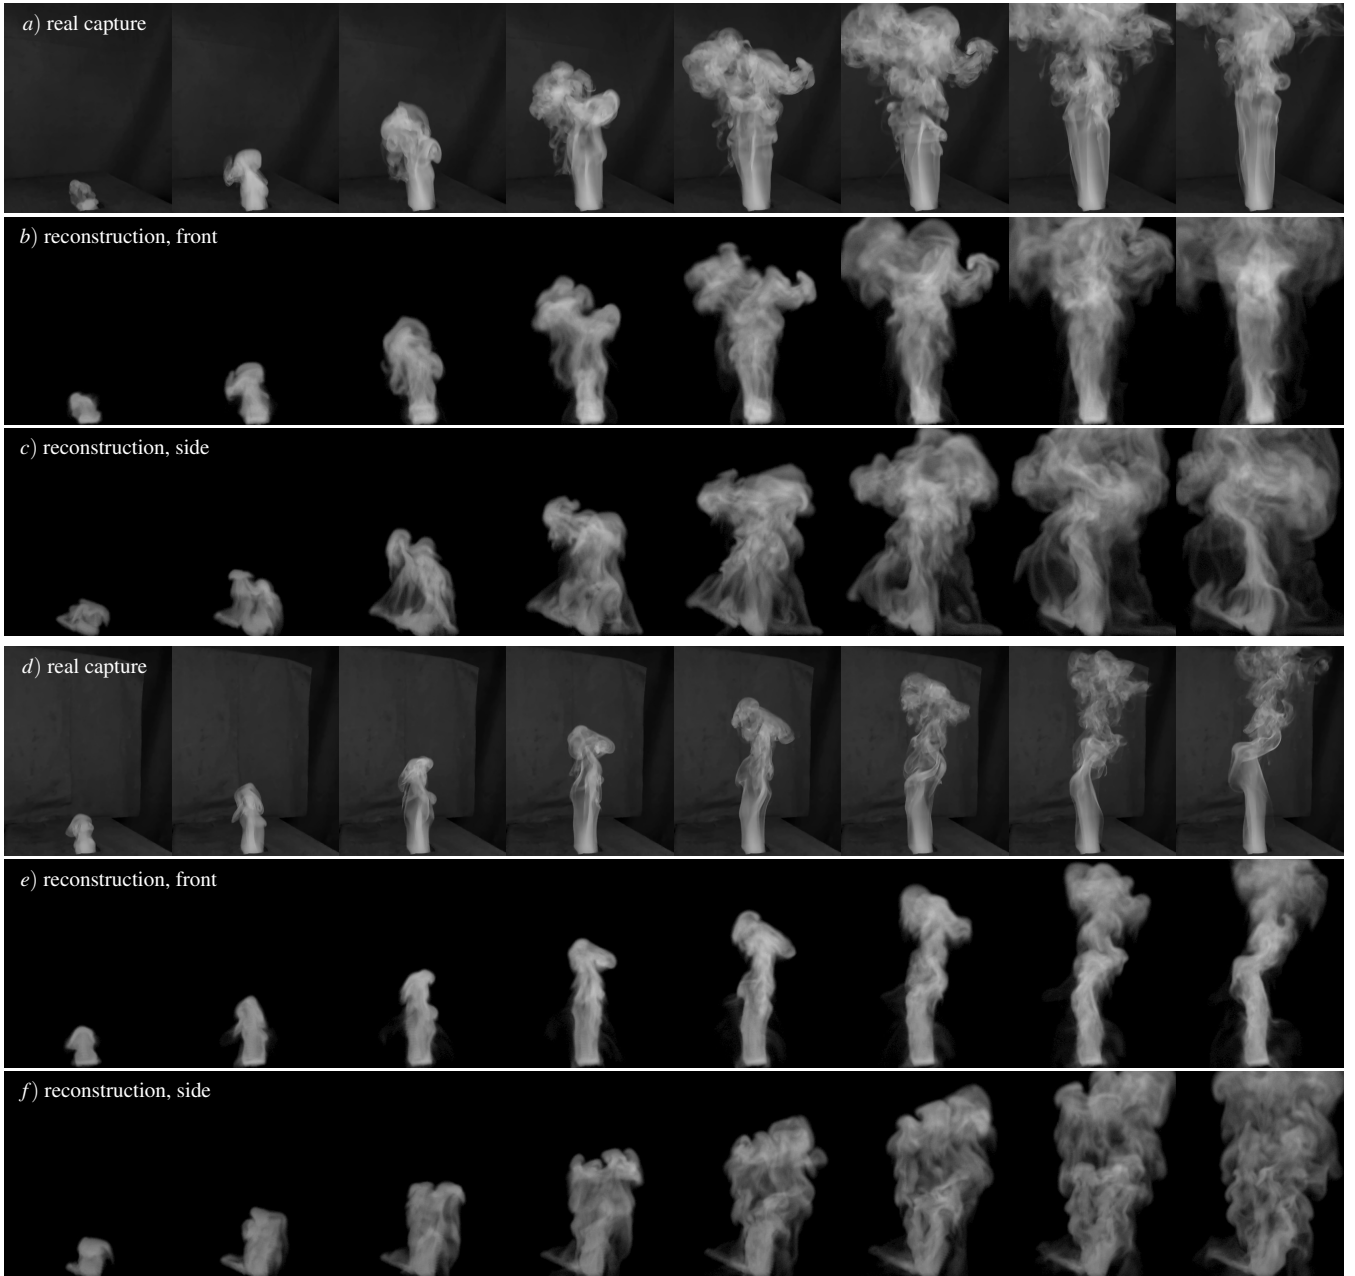 a) real capture
b) reconstruction, front
c) reconstruction, side
d) real capture
e) reconstruction, front
f) reconstruction, side